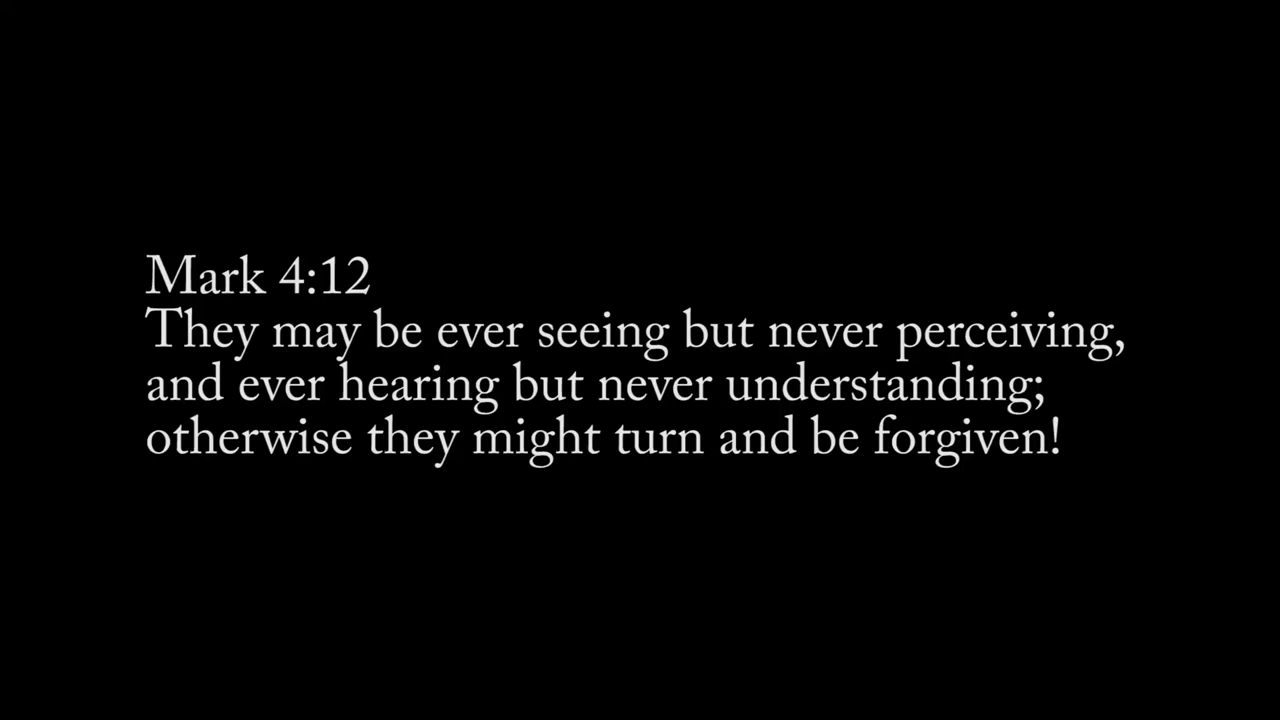 Mark 4:12
They may be ever seeing but never perceiving,
and ever hearing but never understanding;
otherwise they might turn and be forgiven!